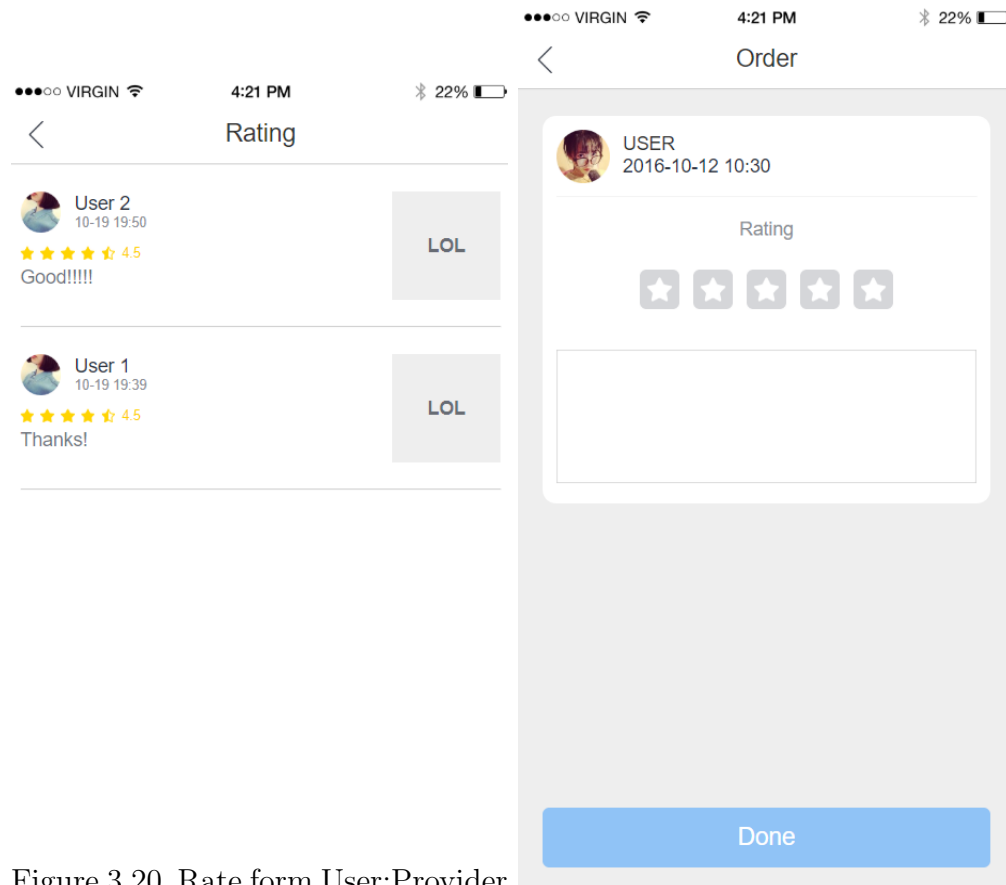 VIRGIN 4:21 PM 22%
Rating
User 2
10-19 19:50
4.5
Good!!!!!
LOL
User 1
10-19 19:39
4.5
Thanks!
LOL
Figure 3.20 Rate form User:Provider
VIRGIN 4:21 PM 22%
Order
USER
2016-10-12 10:30
Rating
Done